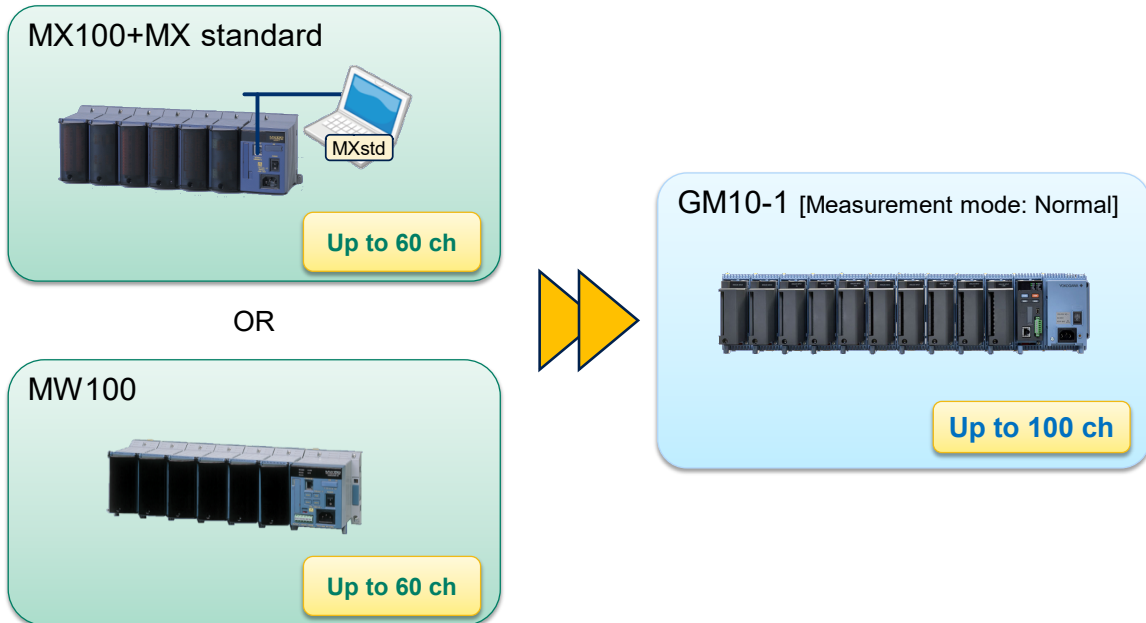 MX100+MX standard
MXstd
Up to 60 ch
OR
MW100
Up to 60 ch
GM10-1 [Measurement mode: Normal]
Up to 100 ch